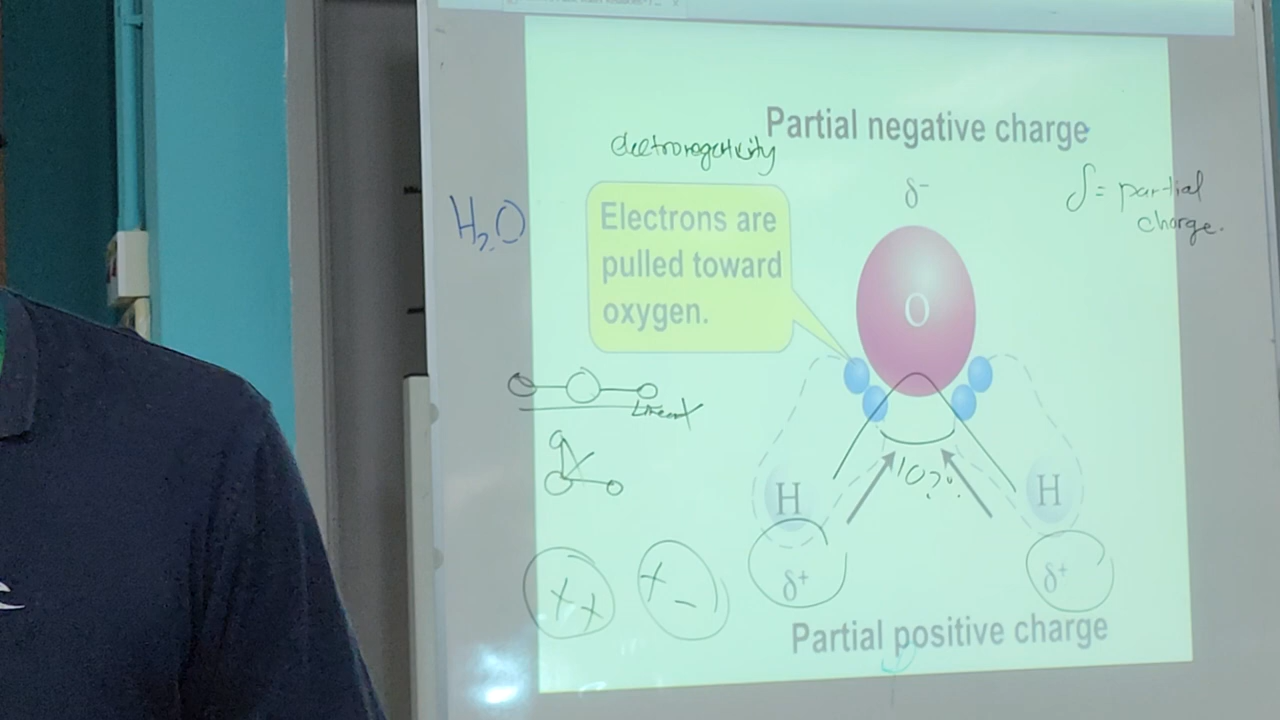 Partial negative charge
electronegativity
δ⁻
δ = partial
charge.
H₂O
Electrons are
pulled toward
oxygen.
O
Linear
H
H
δ⁺
δ⁺
+ +
+ −
Partial positive charge